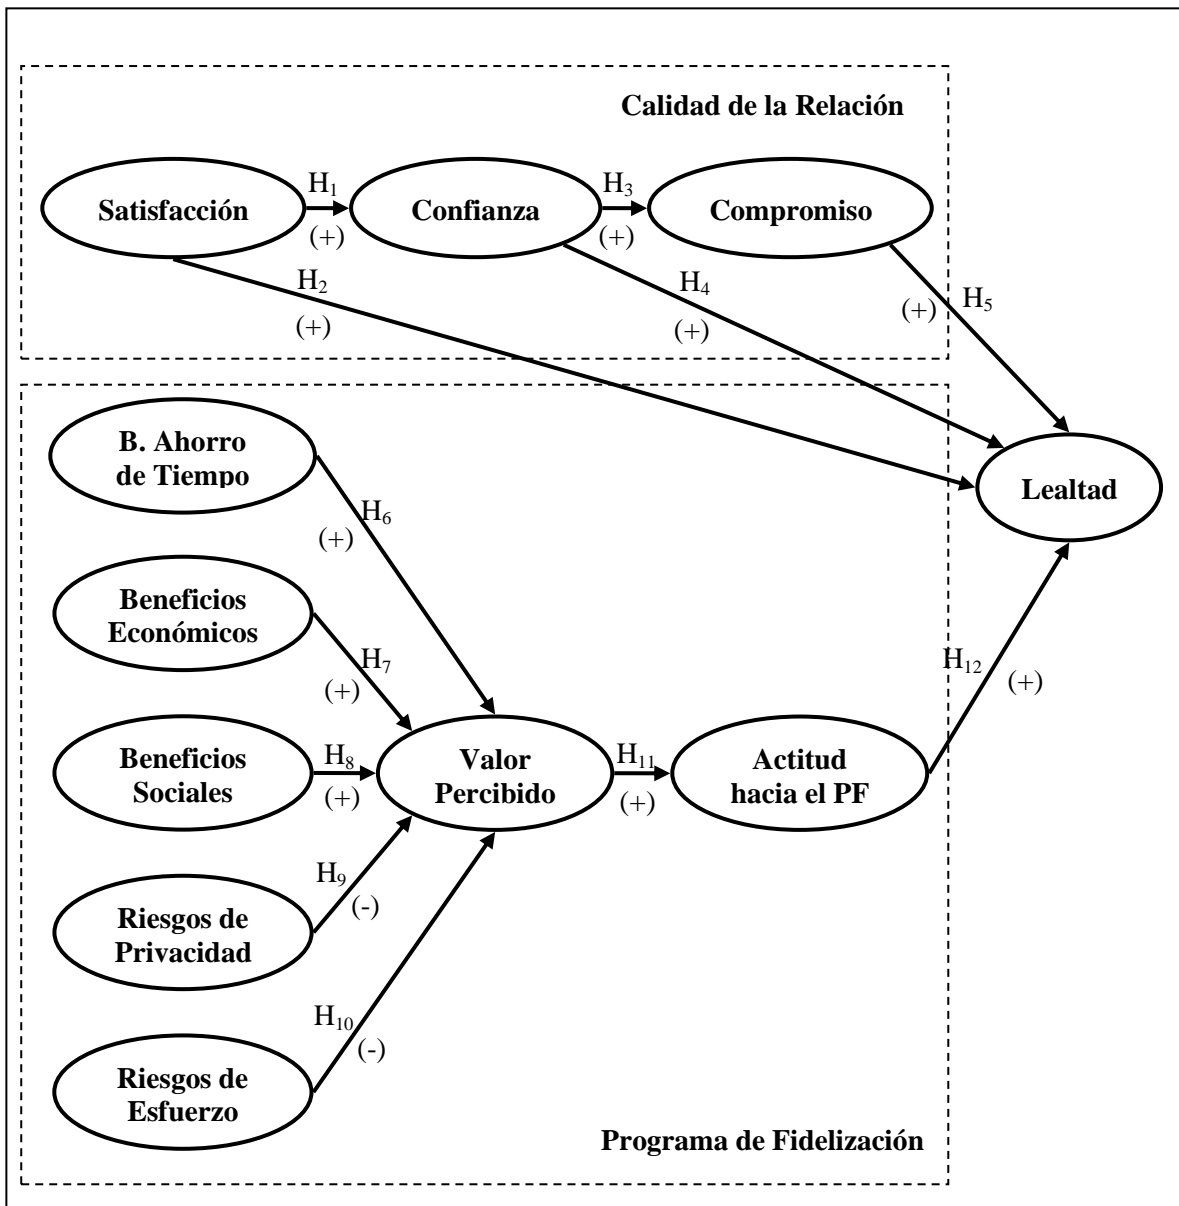 Calidad de la Relación
Satisfacción
H1
(+)
Confianza
H3
(+)
Compromiso
H2
(+)
H4
(+)
H5
(+)
B. Ahorro
de Tiempo
H6
(+)
Beneficios
Económicos
H7
(+)
Lealtad
Beneficios
Sociales
H8
(+)
Valor
Percibido
H11
(+)
Actitud
hacia el PF
H12
(+)
Riesgos de
Privacidad
H9
(-)
Riesgos de
Esfuerzo
H10
(-)
Programa de Fidelización